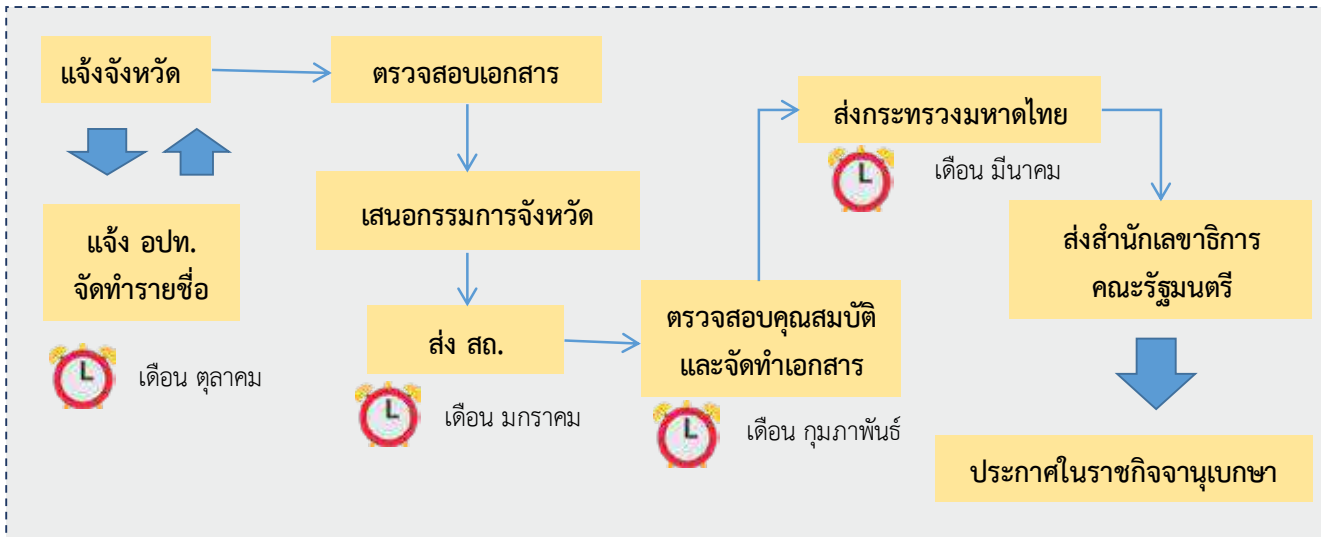 แจ้งจังหวัด
ตรวจสอบเอกสาร
ส่งกระทรวงมหาดไทย
เดือน มีนาคม
แจ้ง อปท.
จัดทำรายชื่อ
เดือน ตุลาคม
เสนอกรรมการจังหวัด
ส่ง สถ.
เดือน มกราคม
ตรวจสอบคุณสมบัติ
และจัดทำเอกสาร
เดือน กุมภาพันธ์
ส่งสำนักเลขาธิการ
คณะรัฐมนตรี
ประกาศในราชกิจจานุเบกษา